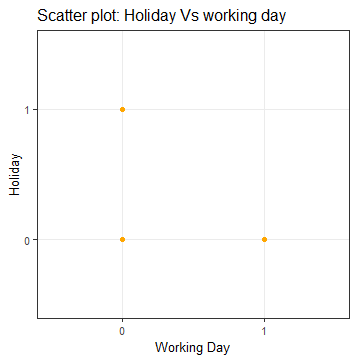 Scatter plot: Holiday Vs working day
1
Holiday
0
0 1
Working Day